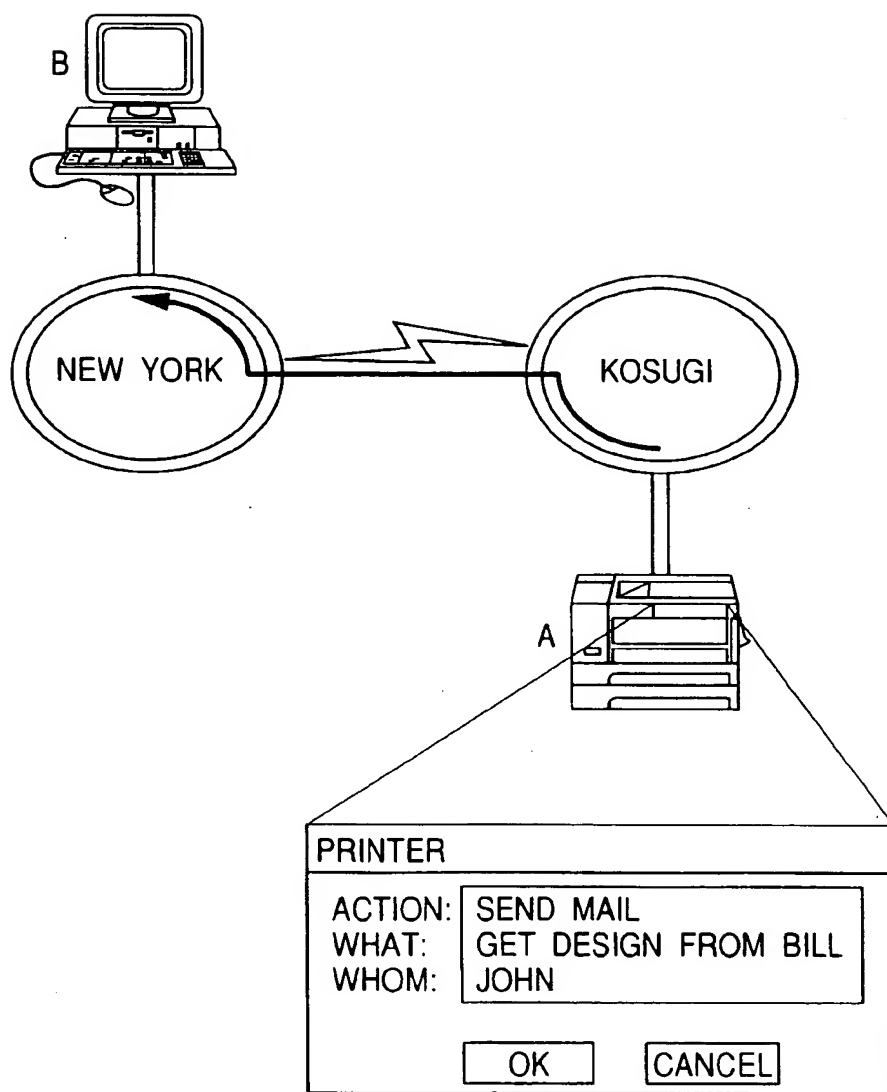 B
NEW YORK
KOSUGI
A
PRINTER
ACTION: SEND MAIL
WHAT: GET DESIGN FROM BILL
WHOM: JOHN
OK CANCEL